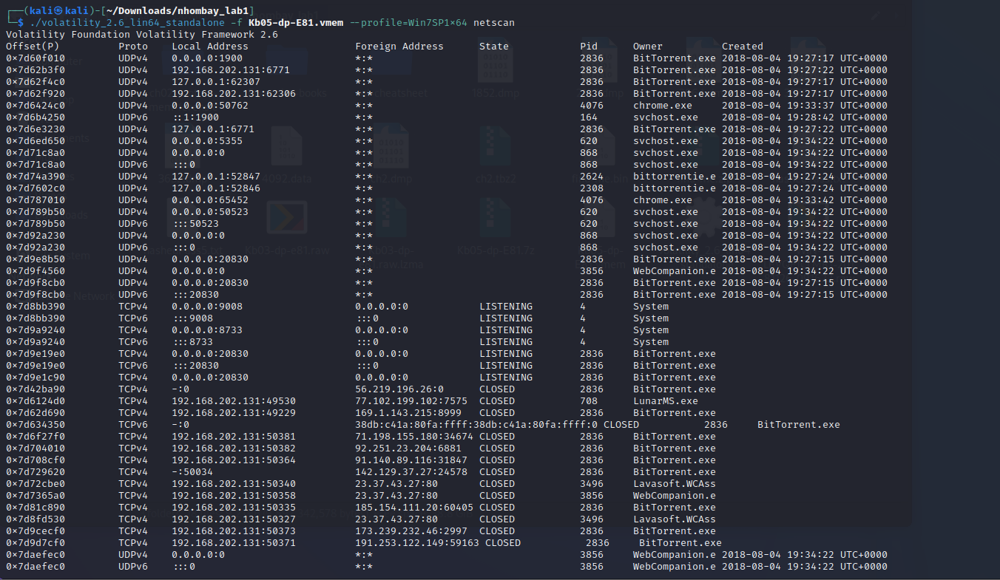 ┌──(kali㉿kali)-[~/Downloads/nhombay_lab1]
└─$ ./volatility_2.6_lin64_standalone -f Kb05-dp-E81.vmem --profile=Win7SP1×64 netscan
Volatility Foundation Volatility Framework 2.6
Offset(P) Proto Local Address Foreign Address State Pid Owner Created
0×7d60f010 UDPv4 0.0.0.0:1900 *:* 2836 BitTorrent.exe 2018-08-04 19:27:17 UTC+0000
0×7d62b3f0 UDPv4 192.168.202.131:6771 *:* 2836 BitTorrent.exe 2018-08-04 19:27:22 UTC+0000
0×7d62f4c0 UDPv4 127.0.0.1:62307 *:* 2836 BitTorrent.exe 2018-08-04 19:27:17 UTC+0000
0×7d62f920 UDPv4 192.168.202.131:62306 *:* 2836 BitTorrent.exe 2018-08-04 19:27:17 UTC+0000
0×7d6424c0 UDPv4 0.0.0.0:50762 *:* 4076 chrome.exe 2018-08-04 19:33:37 UTC+0000
0×7d6b4250 UDPv6 ::1:1900 *:* 164 svchost.exe 2018-08-04 19:28:42 UTC+0000
0×7d6e3230 UDPv4 127.0.0.1:6771 *:* 2836 BitTorrent.exe 2018-08-04 19:27:22 UTC+0000
0×7d6ed650 UDPv4 0.0.0.0:5355 *:* 620 svchost.exe 2018-08-04 19:34:22 UTC+0000
0×7d71c8a0 UDPv4 0.0.0.0:0 *:* 868 svchost.exe 2018-08-04 19:34:22 UTC+0000
0×7d71c8a0 UDPv6 :::0 *:* 868 svchost.exe 2018-08-04 19:34:22 UTC+0000
0×7d74a390 UDPv4 127.0.0.1:52847 *:* 2624 bittorrentie.e 2018-08-04 19:27:24 UTC+0000
0×7d7602c0 UDPv4 127.0.0.1:52846 *:* 2308 bittorrentie.e 2018-08-04 19:27:24 UTC+0000
0×7d787010 UDPv4 0.0.0.0:65452 *:* 4076 chrome.exe 2018-08-04 19:33:42 UTC+0000
0×7d789b50 UDPv4 0.0.0.0:50523 *:* 620 svchost.exe 2018-08-04 19:34:22 UTC+0000
0×7d789b50 UDPv6 :::50523 *:* 620 svchost.exe 2018-08-04 19:34:22 UTC+0000
0×7d92a230 UDPv4 0.0.0.0:0 *:* 868 svchost.exe 2018-08-04 19:34:22 UTC+0000
0×7d92a230 UDPv6 :::0 *:* 868 svchost.exe 2018-08-04 19:34:22 UTC+0000
0×7d9e8b50 UDPv4 0.0.0.0:20830 *:* 2836 BitTorrent.exe 2018-08-04 19:27:15 UTC+0000
0×7d9f4560 UDPv4 0.0.0.0:0 *:* 3856 WebCompanion.e 2018-08-04 19:34:22 UTC+0000
0×7d9f8cb0 UDPv4 0.0.0.0:20830 *:* 2836 BitTorrent.exe 2018-08-04 19:27:15 UTC+0000
0×7d9f8cb0 UDPv6 :::20830 *:* 2836 BitTorrent.exe 2018-08-04 19:27:15 UTC+0000
0×7d8bb390 TCPv4 0.0.0.0:9008 0.0.0.0:0 LISTENING 4 System
0×7d8bb390 TCPv6 :::9008 :::0 LISTENING 4 System
0×7d9a9240 TCPv4 0.0.0.0:8733 0.0.0.0:0 LISTENING 4 System
0×7d9a9240 TCPv6 :::8733 :::0 LISTENING 4 System
0×7d9e19e0 TCPv4 0.0.0.0:20830 0.0.0.0:0 LISTENING 2836 BitTorrent.exe
0×7d9e19e0 TCPv6 :::20830 :::0 LISTENING 2836 BitTorrent.exe
0×7d9e1c90 TCPv4 0.0.0.0:20830 0.0.0.0:0 LISTENING 2836 BitTorrent.exe
0×7d42ba90 TCPv4 -:0 56.219.196.26:0 CLOSED 2836 BitTorrent.exe
0×7d6124d0 TCPv4 192.168.202.131:49530 77.102.199.102:7575 CLOSED 708 LunarMS.exe
0×7d62d690 TCPv4 192.168.202.131:49229 169.1.143.215:8999 CLOSED 2836 BitTorrent.exe
0×7d634350 TCPv6 -:0 38db:c41a:80fa:ffff:38db:c41a:80fa:ffff:0 CLOSED 2836 BitTorrent.exe
0×7d6f27f0 TCPv4 192.168.202.131:50381 71.198.155.180:34674 CLOSED 2836 BitTorrent.exe
0×7d704010 TCPv4 192.168.202.131:50382 92.251.23.204:6881 CLOSED 2836 BitTorrent.exe
0×7d708cf0 TCPv4 192.168.202.131:50364 91.140.89.116:31847 CLOSED 2836 BitTorrent.exe
0×7d729620 TCPv4 -:50034 142.129.37.27:24578 CLOSED 2836 BitTorrent.exe
0×7d72cbe0 TCPv4 192.168.202.131:50340 23.37.43.27:80 CLOSED 3496 Lavasoft.WCAss
0×7d7365a0 TCPv4 192.168.202.131:50358 23.37.43.27:80 CLOSED 3856 WebCompanion.e
0×7d81c890 TCPv4 192.168.202.131:50335 185.154.111.20:60405 CLOSED 2836 BitTorrent.exe
0×7d8fd530 TCPv4 192.168.202.131:50327 23.37.43.27:80 CLOSED 3496 Lavasoft.WCAss
0×7d9cecf0 TCPv4 192.168.202.131:50373 173.239.232.46:2997 CLOSED 2836 BitTorrent.exe
0×7d9d7cf0 TCPv4 192.168.202.131:50371 191.253.122.149:59163 CLOSED 2836 BitTorrent.exe
0×7daefec0 UDPv4 0.0.0.0:0 *:* 3856 WebCompanion.e 2018-08-04 19:34:22 UTC+0000
0×7daefec0 UDPv6 :::0 *:* 3856 WebCompanion.e 2018-08-04 19:34:22 UTC+0000